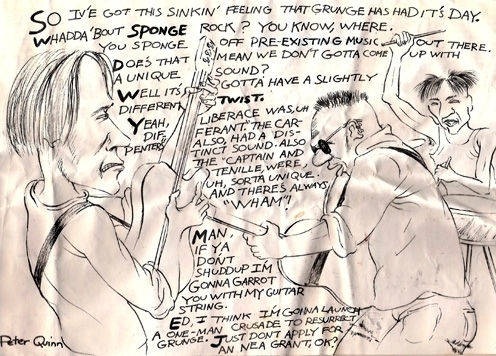 SO I'VE GOT THIS SINKIN' FEELING THAT GRUNGE HAS HAD IT'S DAY.
WHADDA 'BOUT SPONGE ROCK? YOU KNOW, WHERE.
YOU SPONGE OFF PRE-EXISTING MUSIC OUT THERE.
DOES THAT MEAN WE DON'T GOTTA COME UP WITH
A UNIQUE SOUND?
WELL IT'S GOTTA HAVE A SLIGHTLY
DIFFERENT TWIST.
YEAH, LIBERACE WAS, UH
DIF, FERANT. THE CAR-
PENTERS ALSO, HAD A DIS-
TINCT SOUND. ALSO
THE "CAPTAIN AND
TENILLE, WERE,
UH, SORTA UNIQUE.
AND THERE'S ALWAYS
"WHAM"!
MAN,
IF YA
DON'T
SHUDDUP I'M
GONNA GARROT
YOU WITH MY GUITAR
STRING.
ED, I THINK I'M GONNA LAUNCH
A ONE-MAN CRUSADE TO RESURRECT
GRUNGE. JUST DON'T APPLY FOR
AN NEA GRANT, OK?
Peter Quinn